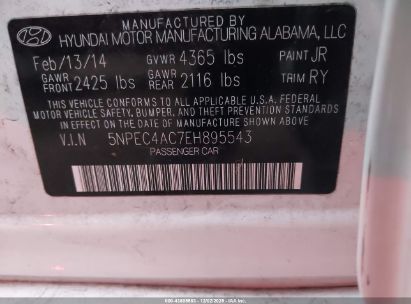 MANUFACTURED BY
HYUNDAI MOTOR MANUFACTURING ALABAMA, LLC
Feb/13/14 GVWR 4365 lbs PAINT JR
GAWR FRONT 2425 lbs GAWR REAR 2116 lbs TRIM RY
THIS VEHICLE CONFORMS TO ALL APPLICABLE U.S.A. FEDERAL
MOTOR VEHICLE SAFETY, BUMPER, AND THEFT PREVENTION
STANDARDS IN EFFECT ON THE DATE OF MANUFACTURE SHOWN ABOVE.
V.I.N 5NPEC4AC7EH895543
PASSENGER CAR